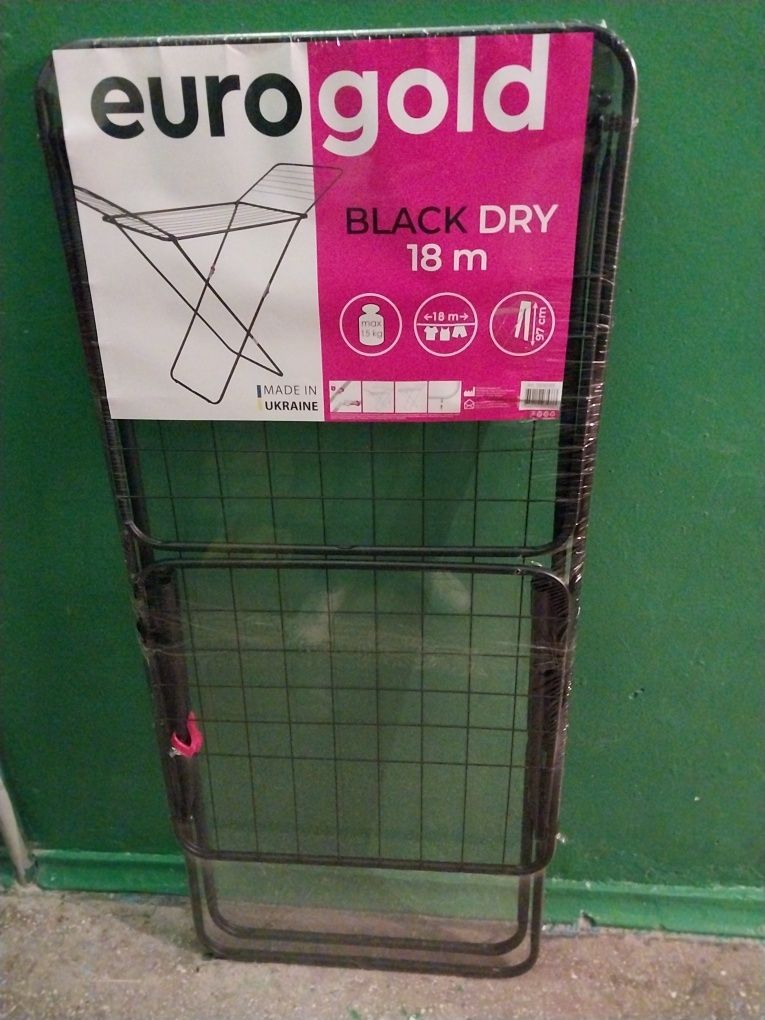 eurogold
BLACK DRY
18 m
max
15 kg
18 m
97 cm
MADE IN
UKRAINE